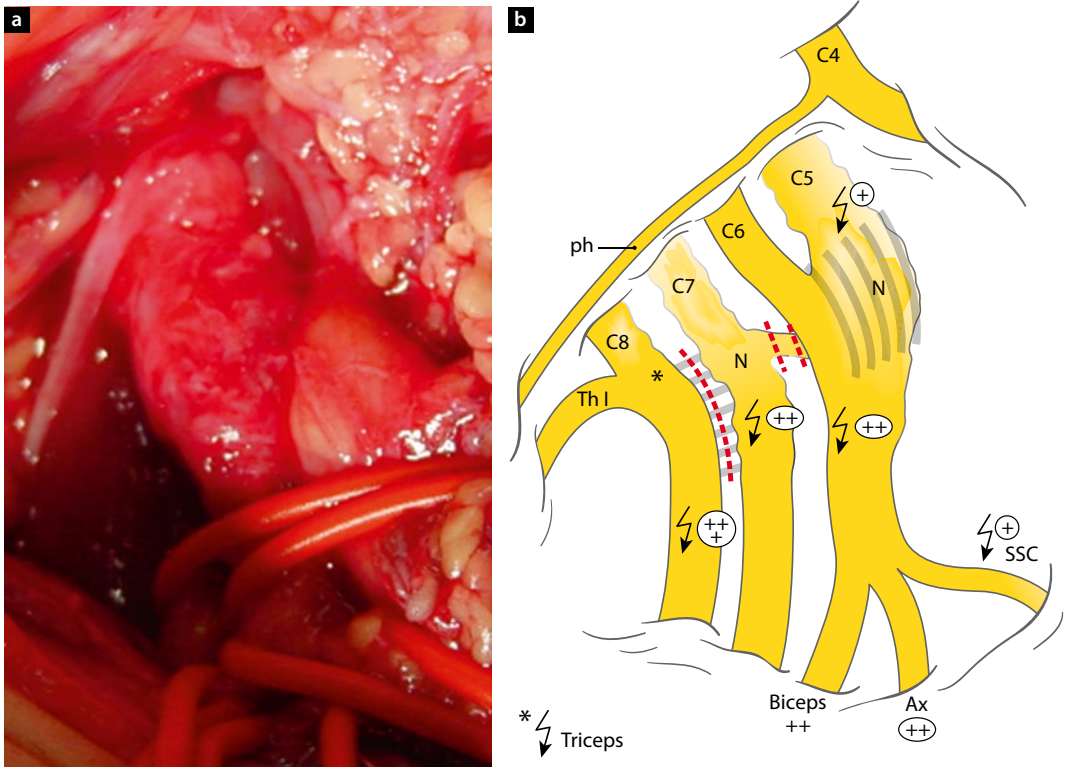 a
b
C4
C5
+
C6
ph
C7
N
C8
N
*
Th I
++
++
++
+
+
SSC
Biceps
++
Ax
++
* Triceps